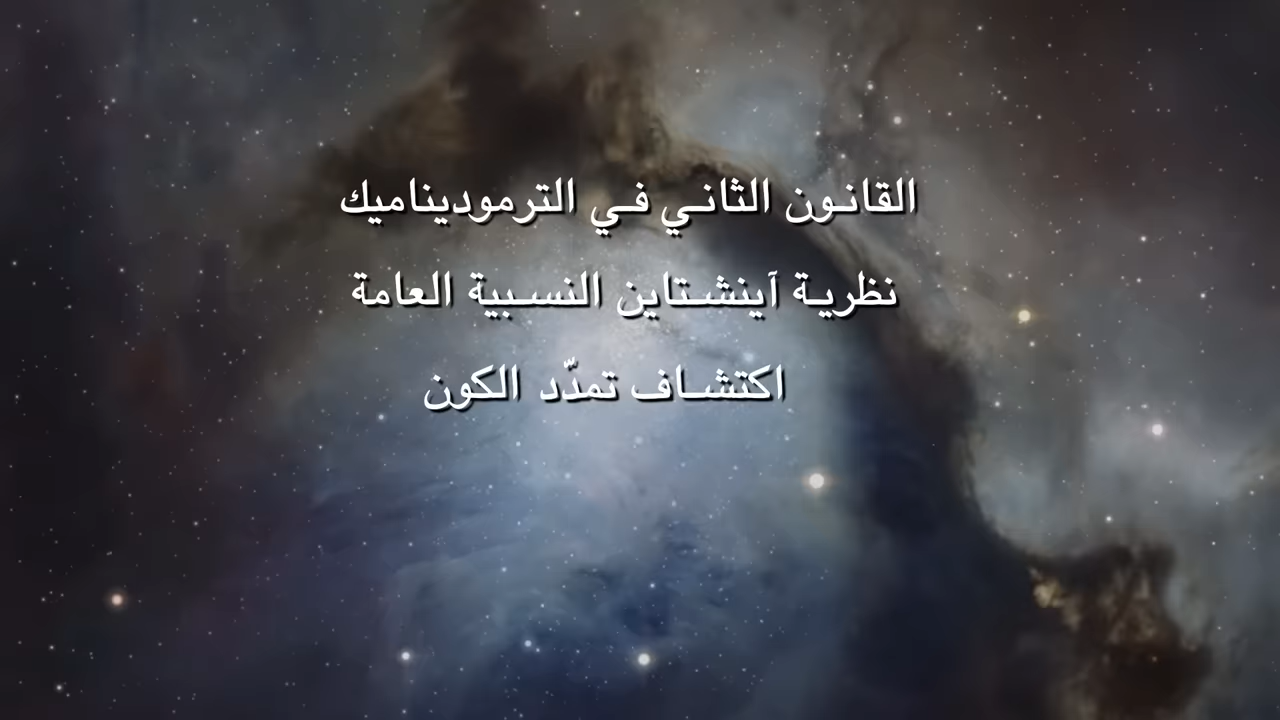 القانون الثاني في الترموديناميك
نظرية آينشتاين النسبية العامة
اكتشاف تمدّد الكون